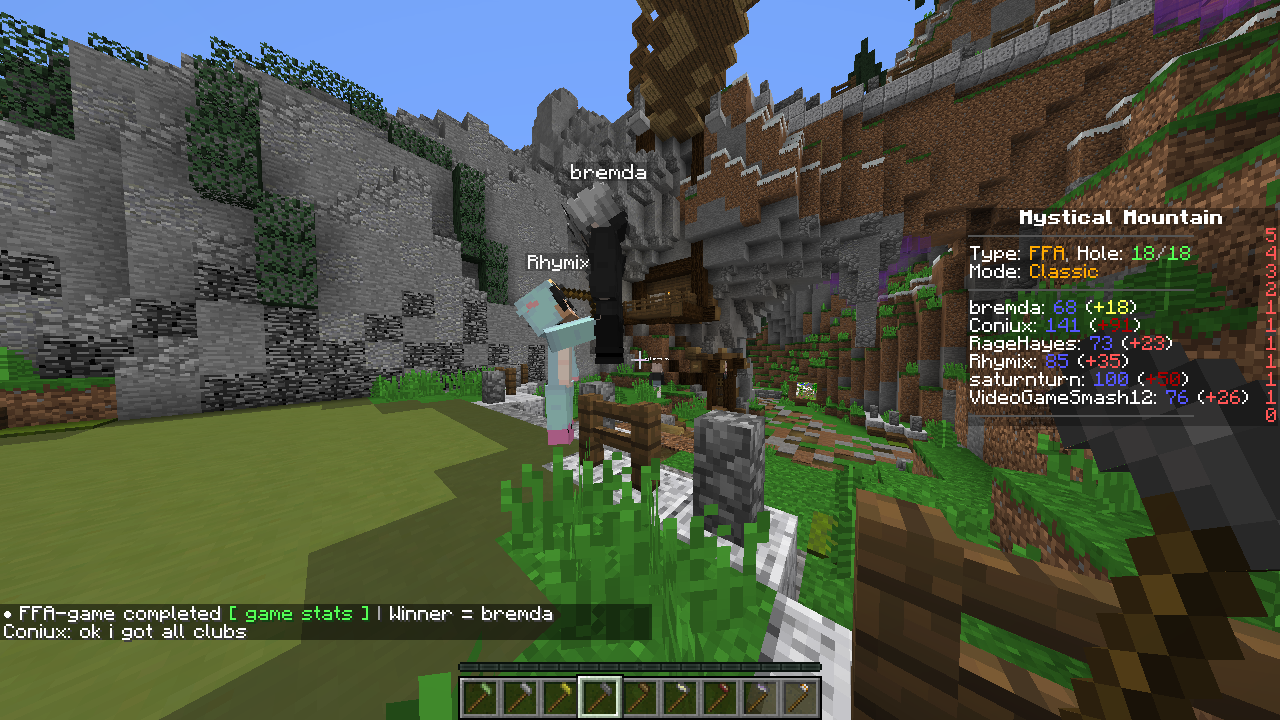 bremda
Rhymix
Mystical Mountain
Type: FFA, Hole: 18/18
Mode: Classic
bremda: 68 (+18)
Coniux: 141 (+91)
RageHayes: 73 (+23)
Rhymix: 85 (+35)
saturnturn: 100 (+50)
VideoGameSmash12: 76 (+26)
5
4
3
2
1
1
1
1
1
1
0
• FFA-game completed [ game stats ] | Winner = bremda
Coniux: ok i got all clubs